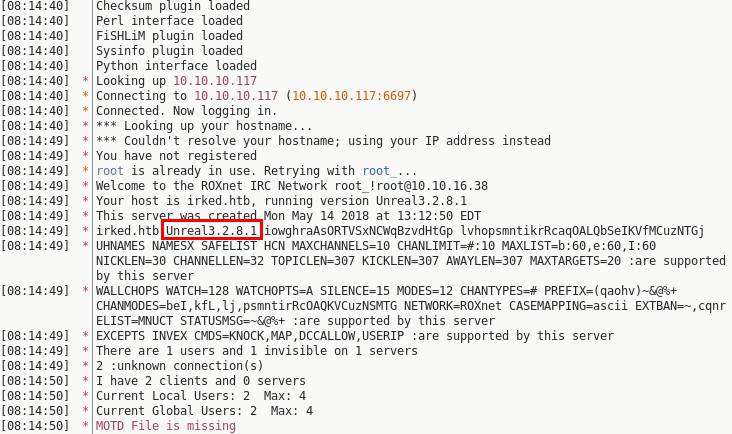 [08:14:40] Checksum plugin loaded
[08:14:40] Perl interface loaded
[08:14:40] FiSHLiM plugin loaded
[08:14:40] Sysinfo plugin loaded
[08:14:40] Python interface loaded
[08:14:40] * Looking up 10.10.10.117
[08:14:40] * Connecting to 10.10.10.117 (10.10.10.117:6697)
[08:14:40] * Connected. Now logging in.
[08:14:40] * *** Looking up your hostname...
[08:14:49] * *** Couldn't resolve your hostname; using your IP address instead
[08:14:49] * You have not registered
[08:14:49] * root is already in use. Retrying with root_...
[08:14:49] * Welcome to the ROXnet IRC Network root_!root@10.10.16.38
[08:14:49] * Your host is irked.htb, running version Unreal3.2.8.1
[08:14:49] * This server was created Mon May 14 2018 at 13:12:50 EDT
[08:14:49] * irked.htb Unreal3.2.8.1 iowghraAsORTVSxNCWqBzvdHtGp lvhopsmntikrRcaqOALQbSeIKVfMCuzNTGj
[08:14:49] * UHNAMES NAMESX SAFELIST HCN MAXCHANNELS=10 CHANLIMIT=#:10 MAXLIST=b:60,e:60,I:60
NICKLEN=30 CHANNELLEN=32 TOPICLEN=307 KICKLEN=307 AWAYLEN=307 MAXTARGETS=20 :are supported
by this server
[08:14:49] * WALLCHOPS WATCH=128 WATCHOPTS=A SILENCE=15 MODES=12 CHANTYPES=# PREFIX=(qaohv)~&@%+
CHANMODES=beI,kfL,lj,psmntirRcOAQKVCuzNSMTG NETWORK=ROXnet CASEMAPPING=ascii EXTBAN=~,cqnr
ELIST=MNUCT STATUSMSG=~&@%+ :are supported by this server
[08:14:49] * EXCEPTS INVEX CMDS=KNOCK,MAP,DCCALLOW,USERIP :are supported by this server
[08:14:49] * There are 1 users and 1 invisible on 1 servers
[08:14:49] * 2 :unknown connection(s)
[08:14:50] * I have 2 clients and 0 servers
[08:14:50] * Current Local Users: 2  Max: 4
[08:14:50] * Current Global Users: 2  Max: 4
[08:14:50] * MOTD File is missing